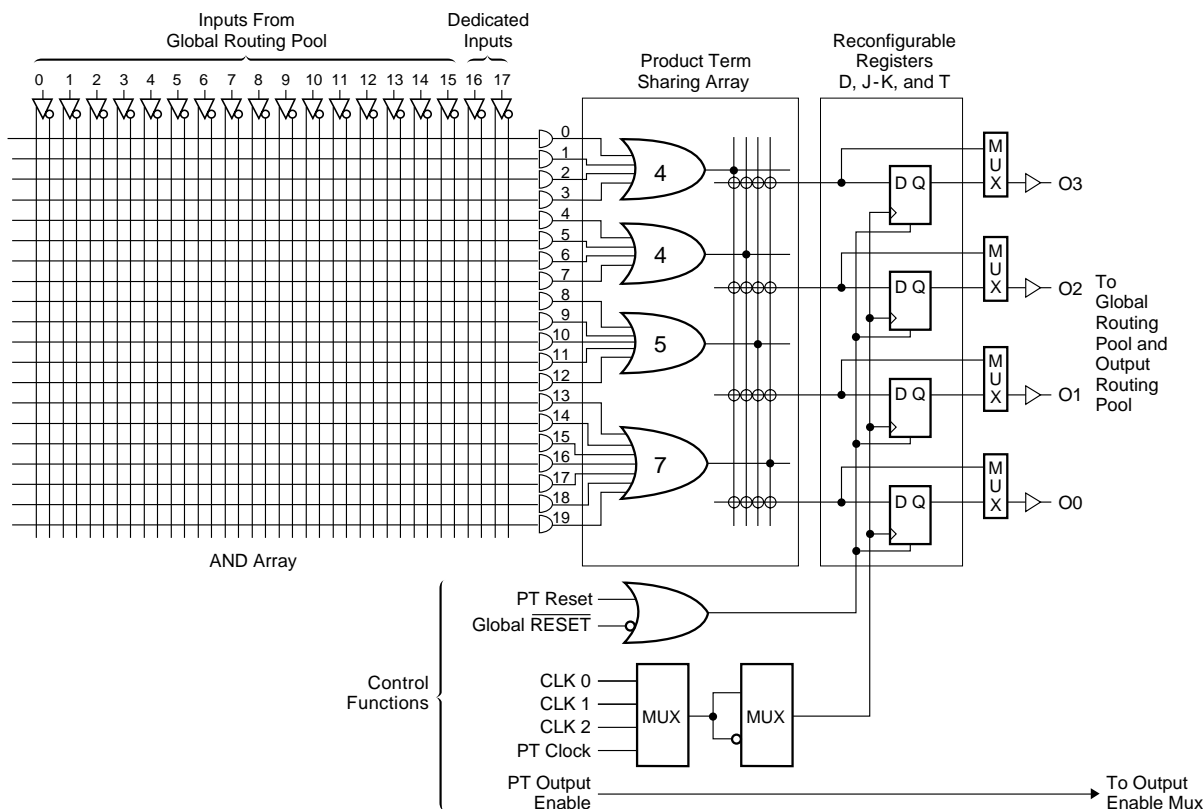 Inputs From
Global Routing Pool
Dedicated
Inputs
0 1 2 3 4 5 6 7 8 9 10 11 12 13 14 15 16 17
Product Term
Sharing Array
Reconfigurable
Registers
D, J-K, and T
0
1
2
3
4
5
6
7
8
9
10
11
12
13
14
15
16
17
18
19
4
4
5
7
D Q
D Q
D Q
D Q
MUX
MUX
MUX
MUX
O3
O2
O1
O0
To
Global
Routing
Pool and
Output
Routing
Pool
AND Array
Control
Functions
PT Reset
Global RESET
CLK 0
CLK 1
CLK 2
PT Clock
MUX
MUX
PT Output
Enable
To Output
Enable Mux